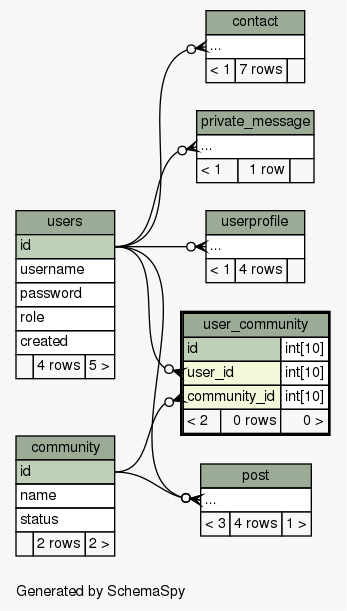 contact
...
< 1 7 rows
private_message
...
< 1 1 row
users
id
username
password
role
created
4 rows 5 >
userprofile
...
< 1 4 rows
user_community
id int[10]
user_id int[10]
community_id int[10]
< 2 0 rows 0 >
community
id
name
status
2 rows 2 >
post
...
< 3 4 rows 1 >
Generated by SchemaSpy